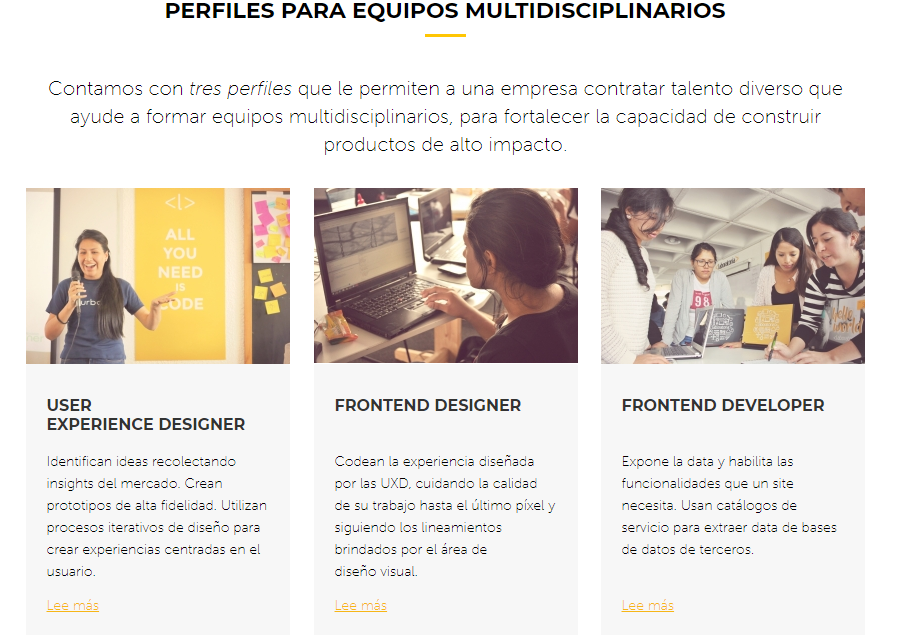 PERFILES PARA EQUIPOS MULTIDISCIPLINARIOS
Contamos con tres perfiles que le permiten a una empresa contratar talento diverso que
ayude a formar equipos multidisciplinarios, para fortalecer la capacidad de construir
productos de alto impacto.
<|>
ALL
YOU
NEED
IS
CODE
98
USER
EXPERIENCE DESIGNER
Identifican ideas recolectando
insights del mercado. Crean
prototipos de alta fidelidad. Utilizan
procesos iterativos de diseño para
crear experiencias centradas en el
usuario.
Lee más
FRONTEND DESIGNER
Codean la experiencia diseñada
por las UXD, cuidando la calidad
de su trabajo hasta el último píxel y
siguiendo los lineamientos
brindados por el área de
diseño visual.
Lee más
FRONTEND DEVELOPER
Expone la data y habilita las
funcionalidades que un site
necesita. Usan catálogos de
servicio para extraer data de bases
de datos de terceros.
Lee más